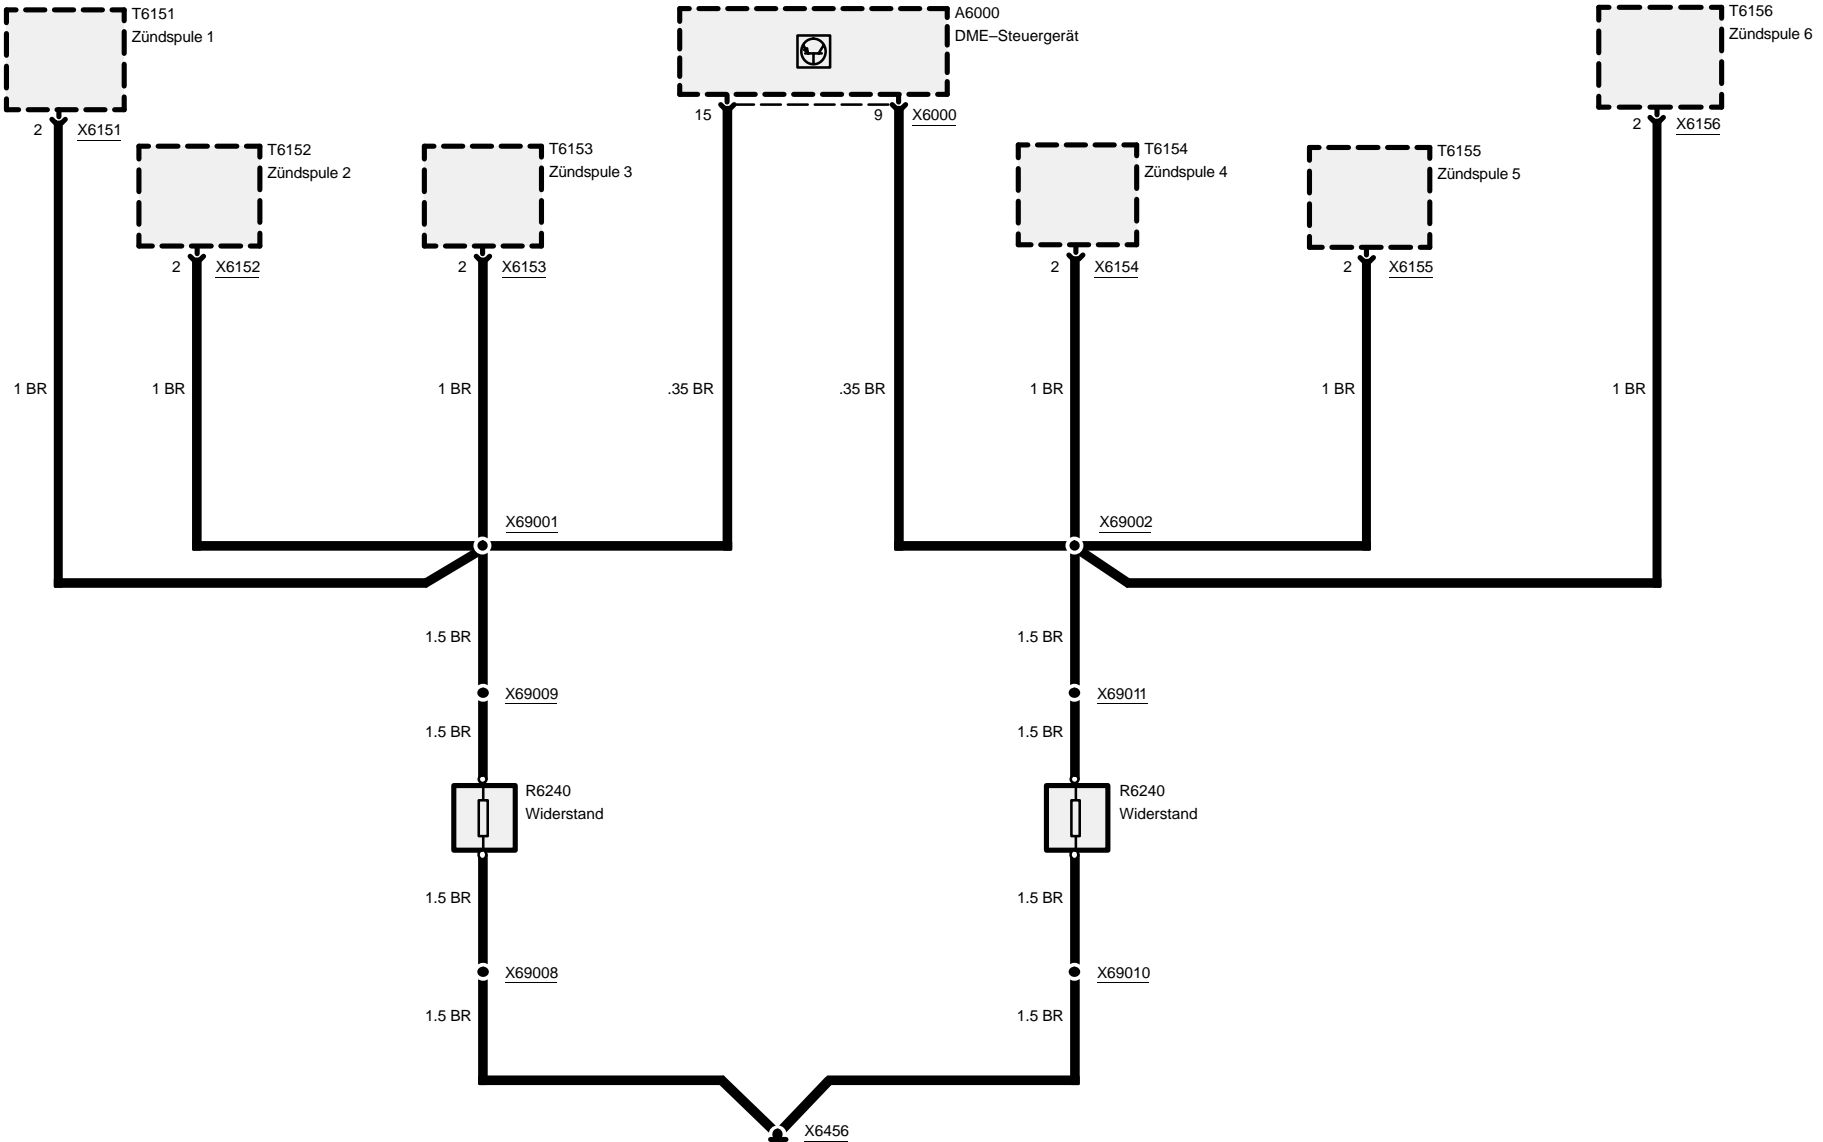 T6151
Zündspule 1
A6000
DME–Steuergerät
T6156
Zündspule 6
2
X6151
15
9
X6000
2
X6156
T6152
Zündspule 2
T6153
Zündspule 3
T6154
Zündspule 4
T6155
Zündspule 5
2
X6152
2
X6153
2
X6154
2
X6155
1 BR
1 BR
1 BR
.35 BR
.35 BR
1 BR
1 BR
1 BR
X69001
X69002
1.5 BR
1.5 BR
X69009
X69011
1.5 BR
1.5 BR
R6240
Widerstand
R6240
Widerstand
1.5 BR
1.5 BR
X69008
X69010
1.5 BR
1.5 BR
X6456